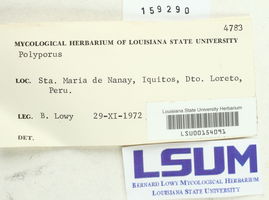 159290
4783
MYCOLOGICAL HERBARIUM OF LOUISIANA STATE UNIVERSITY
Polyporus
LOC. Sta. Maria de Nanay, Iquitos, Dto. Loreto,
Peru.
Louisiana State University Herbarium
LEG. B. Lowy 29-XI-1972
LSU00154091
DET.
LSUM
BERNARD LOWY MYCOLOGICAL HERBARIUM
LOUISIANA STATE UNIVERSITY